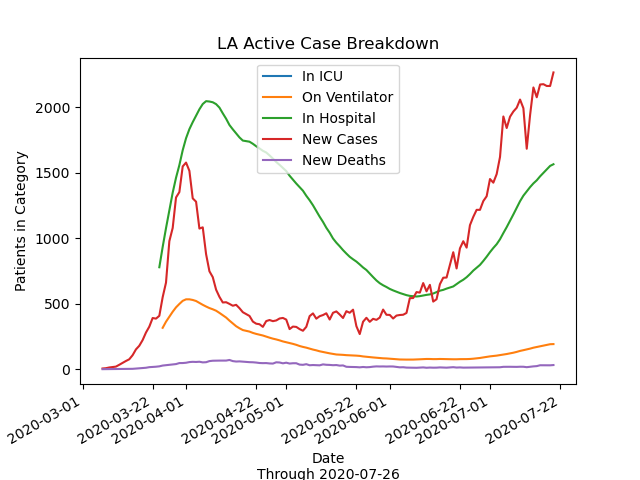 LA Active Case Breakdown
In ICU
On Ventilator
In Hospital
New Cases
New Deaths
Patients in Category
2000
1500
1000
500
0
2020-03-01
2020-03-22
2020-04-01
2020-04-22
2020-05-01
2020-05-22
2020-06-01
2020-06-22
2020-07-01
2020-07-22
Date
Through 2020-07-26